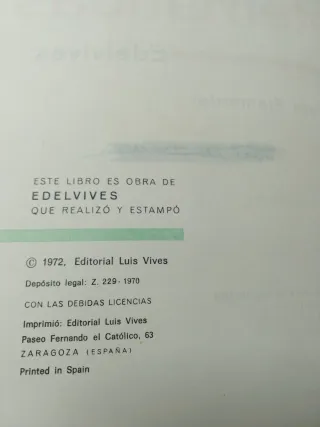 ESTE LIBRO ES OBRA DE
EDELVIVES
QUE REALIZÓ Y ESTAMPÓ
© 1972, Editorial Luis Vives
Depósito legal: Z. 229-1970
CON LAS DEBIDAS LICENCIAS
Imprimió: Editorial Luis Vives
Paseo Fernando el Católico, 63
ZARAGOZA (ESPAÑA)
Printed in Spain